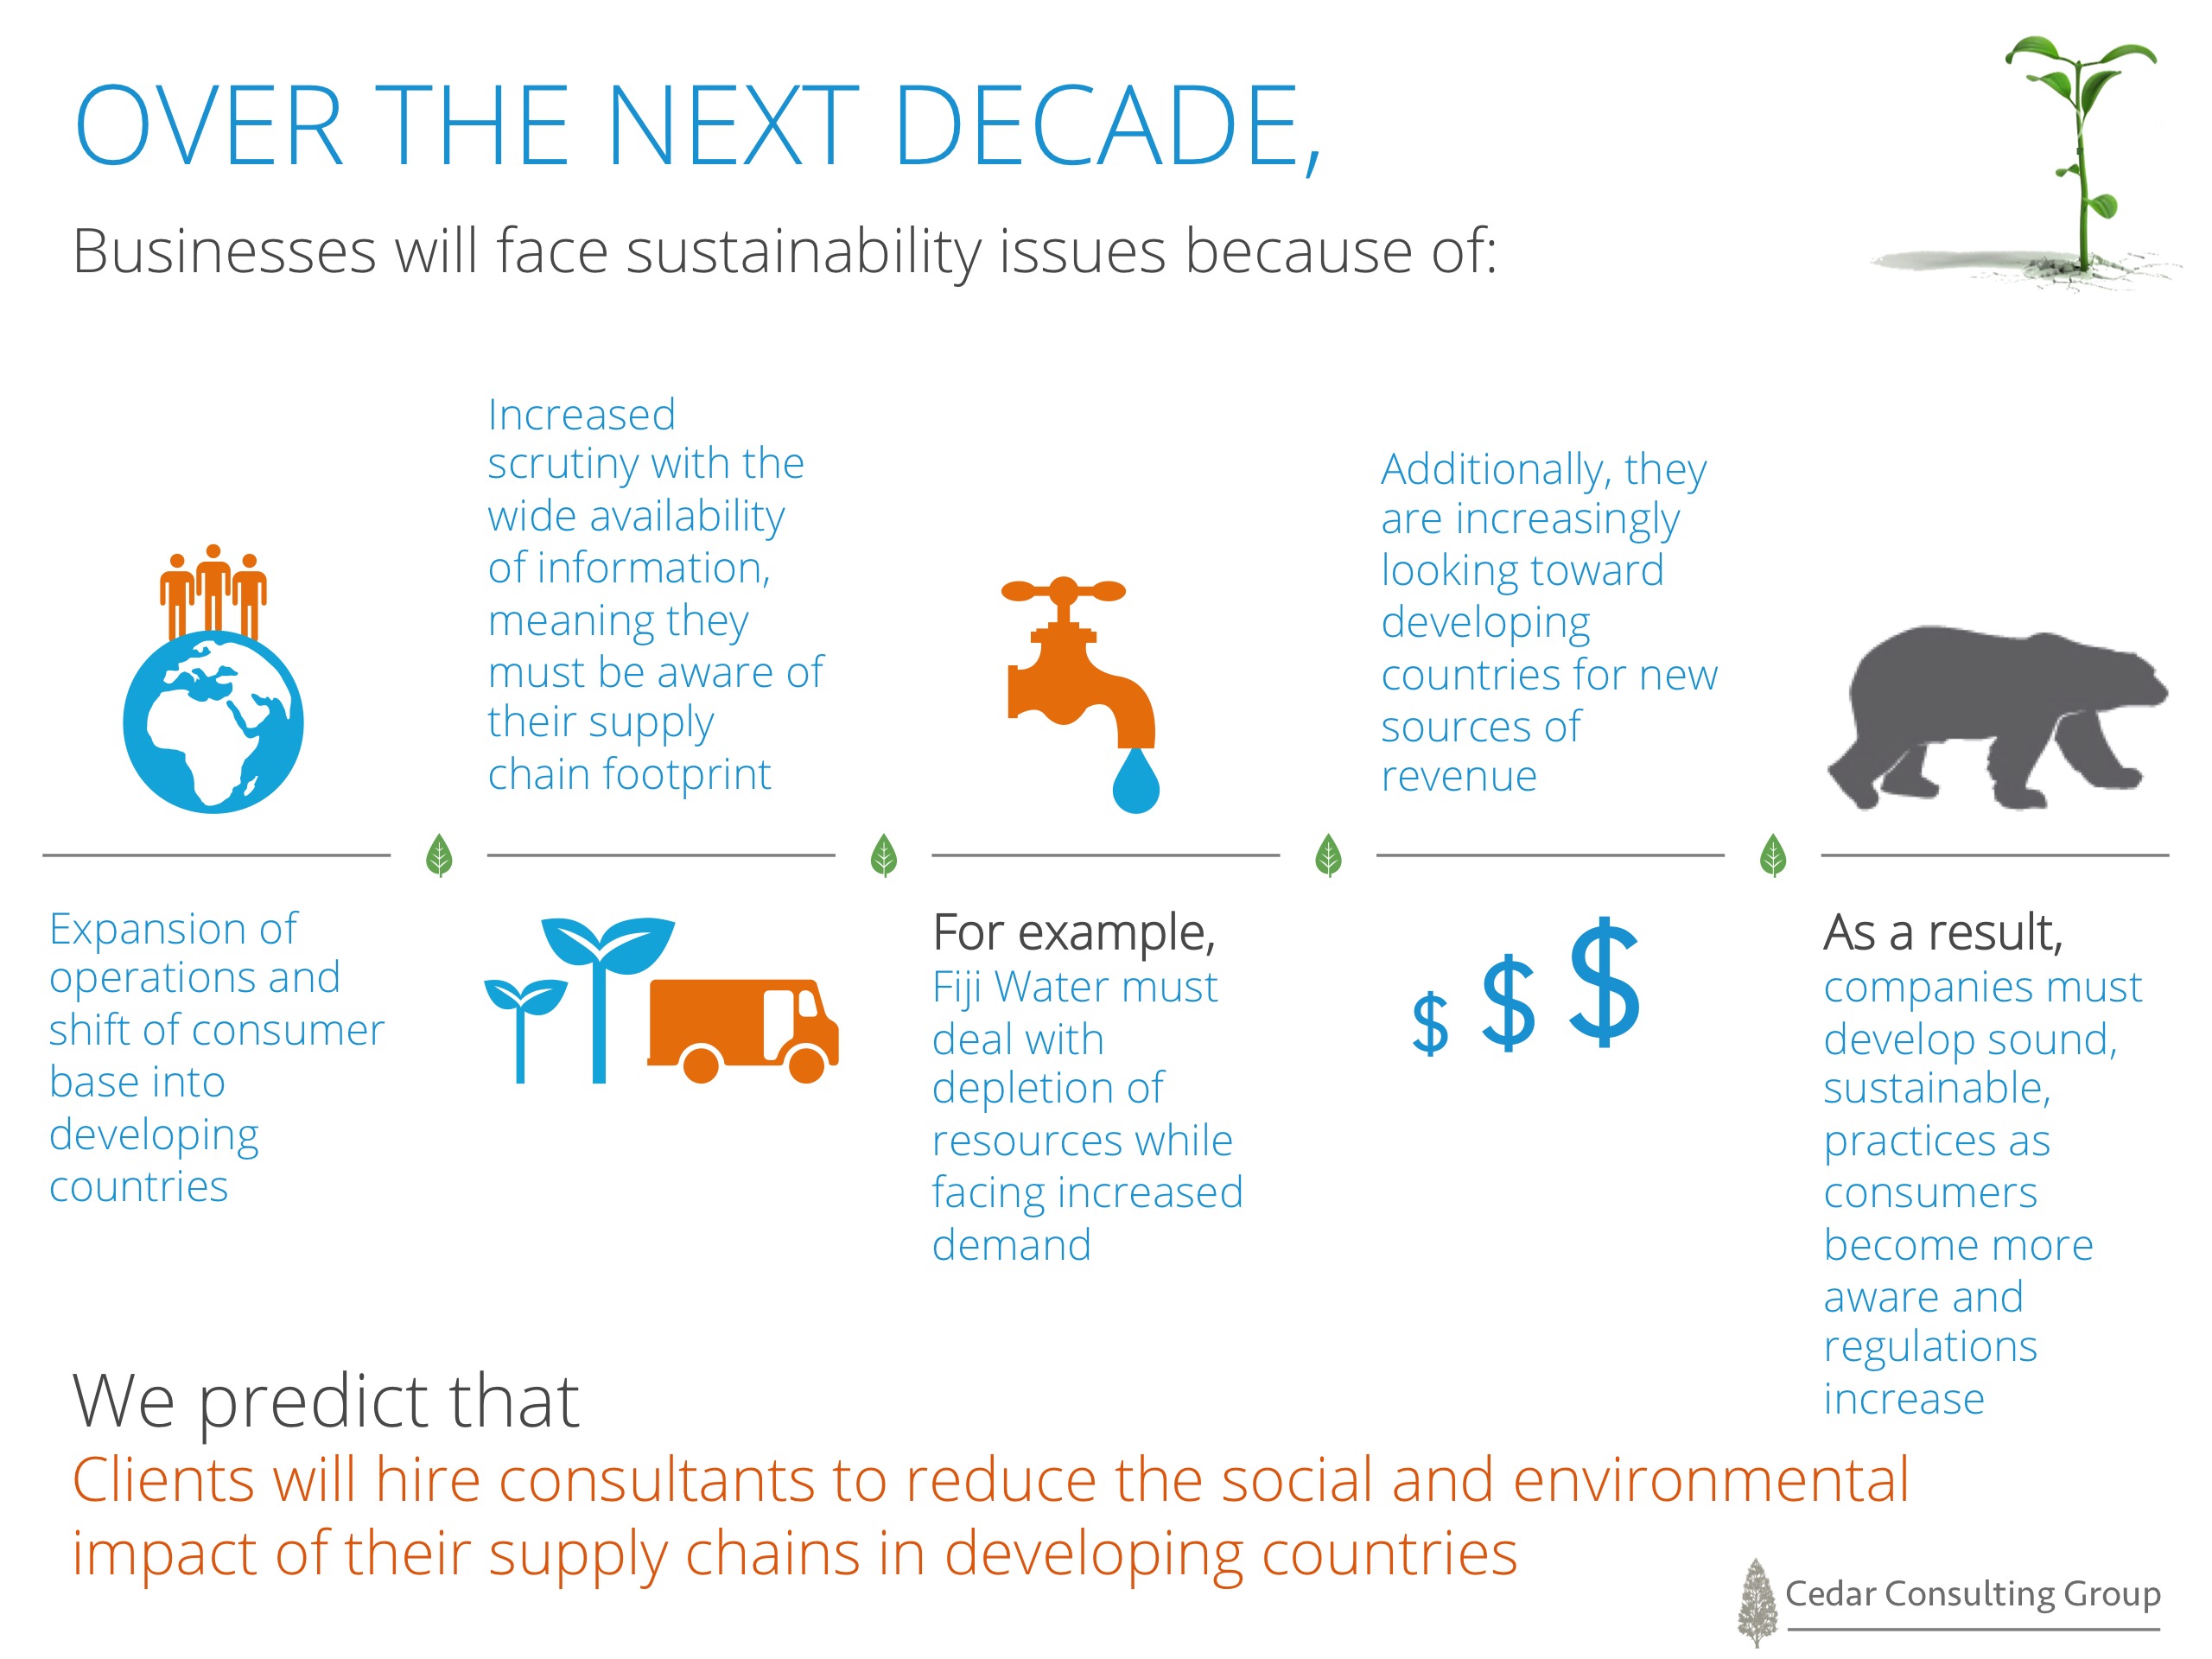 OVER THE NEXT DECADE,
Businesses will face sustainability issues because of:
Expansion of
operations and
shift of consumer
base into
developing
countries
Increased
scrutiny with the
wide availability
of information,
meaning they
must be aware of
their supply
chain footprint
For example,
Fiji Water must
deal with
depletion of
resources while
facing increased
demand
Additionally, they
are increasingly
looking toward
developing
countries for new
sources of
revenue
$ $ $
As a result,
companies must
develop sound,
sustainable,
practices as
consumers
become more
aware and
regulations
increase
We predict that
Clients will hire consultants to reduce the social and environmental
impact of their supply chains in developing countries
Cedar Consulting Group